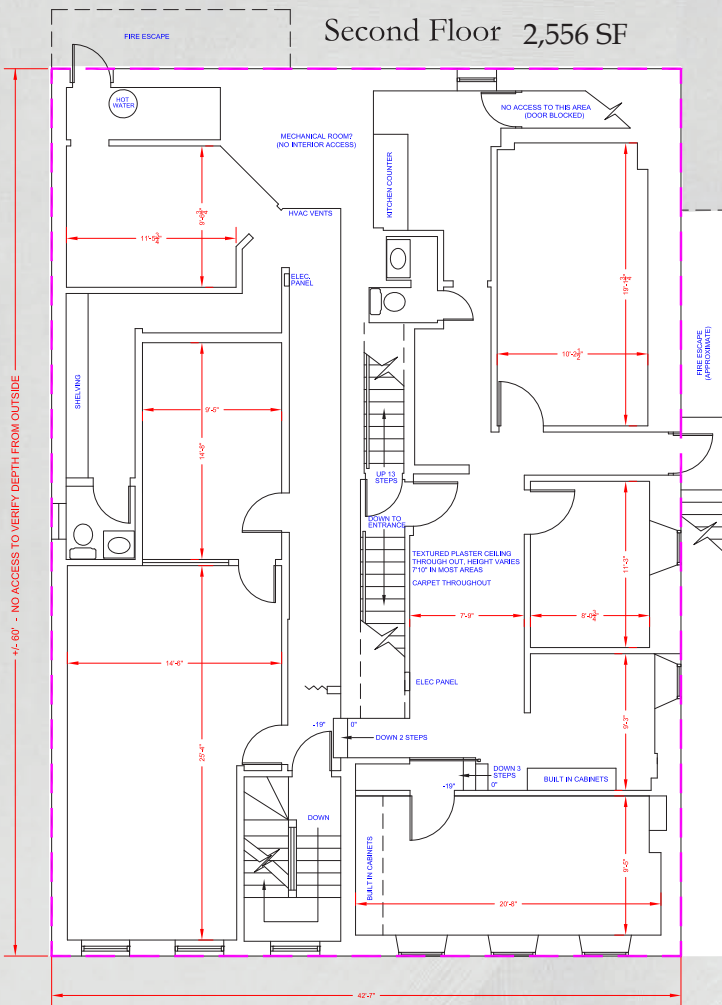 Second Floor 2,556 SF
FIRE ESCAPE
HOT
WATER
NO ACCESS TO THIS AREA
(DOOR BLOCKED)
MECHANICAL ROOM?
(NO INTERIOR ACCESS)
KITCHEN COUNTER
HVAC VENTS
11'-5¾"
ELEC.
PANEL
10'-2½"
FIRE ESCAPE
(APPROXIMATE)
SHELVING
9'-5"
14'-8"
+/- 60' - NO ACCESS TO VERIFY DEPTH FROM OUTSIDE
UP 13
STEPS
DOWN TO
ENTRANCE
TEXTURED PLASTER CEILING
THROUGH OUT, HEIGHT VARIES
7'10" IN MOST AREAS
CARPET THROUGHOUT
11'-3"
7'-9"
14'-6"
ELEC PANEL
9'-3"
-19"
0"
DOWN 2 STEPS
25'-4"
DOWN 3
STEPS
-19"
0"
BUILT IN CABINETS
DOWN
BUILT IN CABINETS
9'-5"
20'-8"
42'-7"